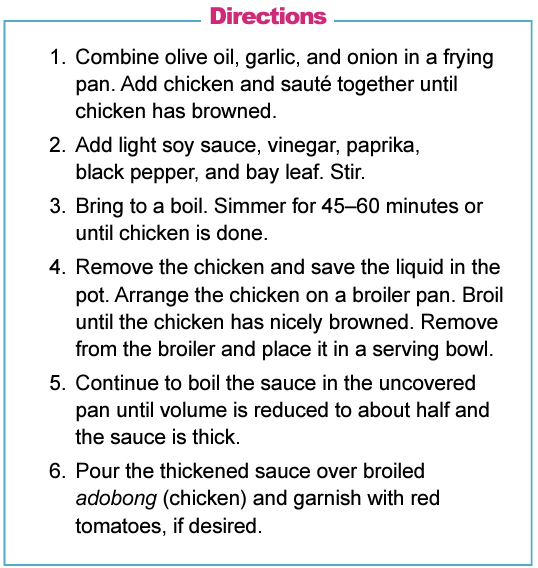 Directions
1. Combine olive oil, garlic, and onion in a frying
pan. Add chicken and sauté together until
chicken has browned.
2. Add light soy sauce, vinegar, paprika,
black pepper, and bay leaf. Stir.
3. Bring to a boil. Simmer for 45–60 minutes or
until chicken is done.
4. Remove the chicken and save the liquid in the
pot. Arrange the chicken on a broiler pan. Broil
until the chicken has nicely browned. Remove
from the broiler and place it in a serving bowl.
5. Continue to boil the sauce in the uncovered
pan until volume is reduced to about half and
the sauce is thick.
6. Pour the thickened sauce over broiled
adobong (chicken) and garnish with red
tomatoes, if desired.